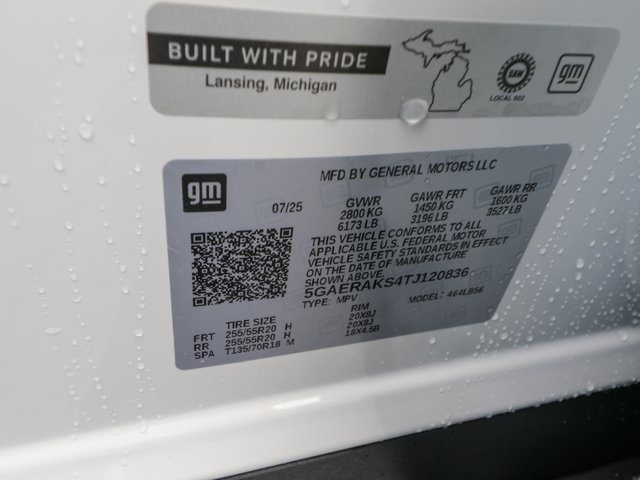 BUILT WITH PRIDE
Lansing, Michigan
UAW
LOCAL 602
gm
gm
MFD BY GENERAL MOTORS LLC
07/25
GVWR GAWR FRT GAWR RR
2800 KG 1450 KG 1600 KG
6173 LB 3196 LB 3527 LB
THIS VEHICLE CONFORMS TO ALL
APPLICABLE U.S. FEDERAL MOTOR
VEHICLE SAFETY STANDARDS IN EFFECT
ON THE DATE OF MANUFACTURE
SHOWN ABOVE.
5GAERAKS4TJ120836
TYPE: MPV MODEL: 464LB56
TIRE SIZE RIM
FRT 255/55R20 H 20X8J
RR 255/55R20 H 20X8J
SPA T135/70R18 M 18X4.5B